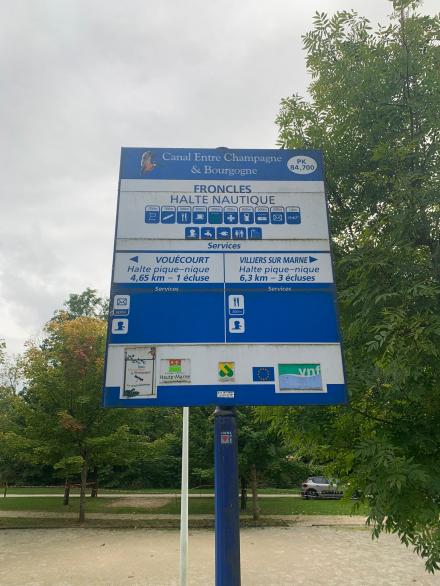 Canal Entre Champagne
& Bourgogne
PK
84,700
FRONCLES
HALTE NAUTIQUE
Services
VOUÉCOURT
Halte pique-nique
4,65 km – 1 écluse
Services
VILLIERS SUR MARNE
Halte pique-nique
6,3 km – 3 écluses
Services
Haute-Marne
vnf